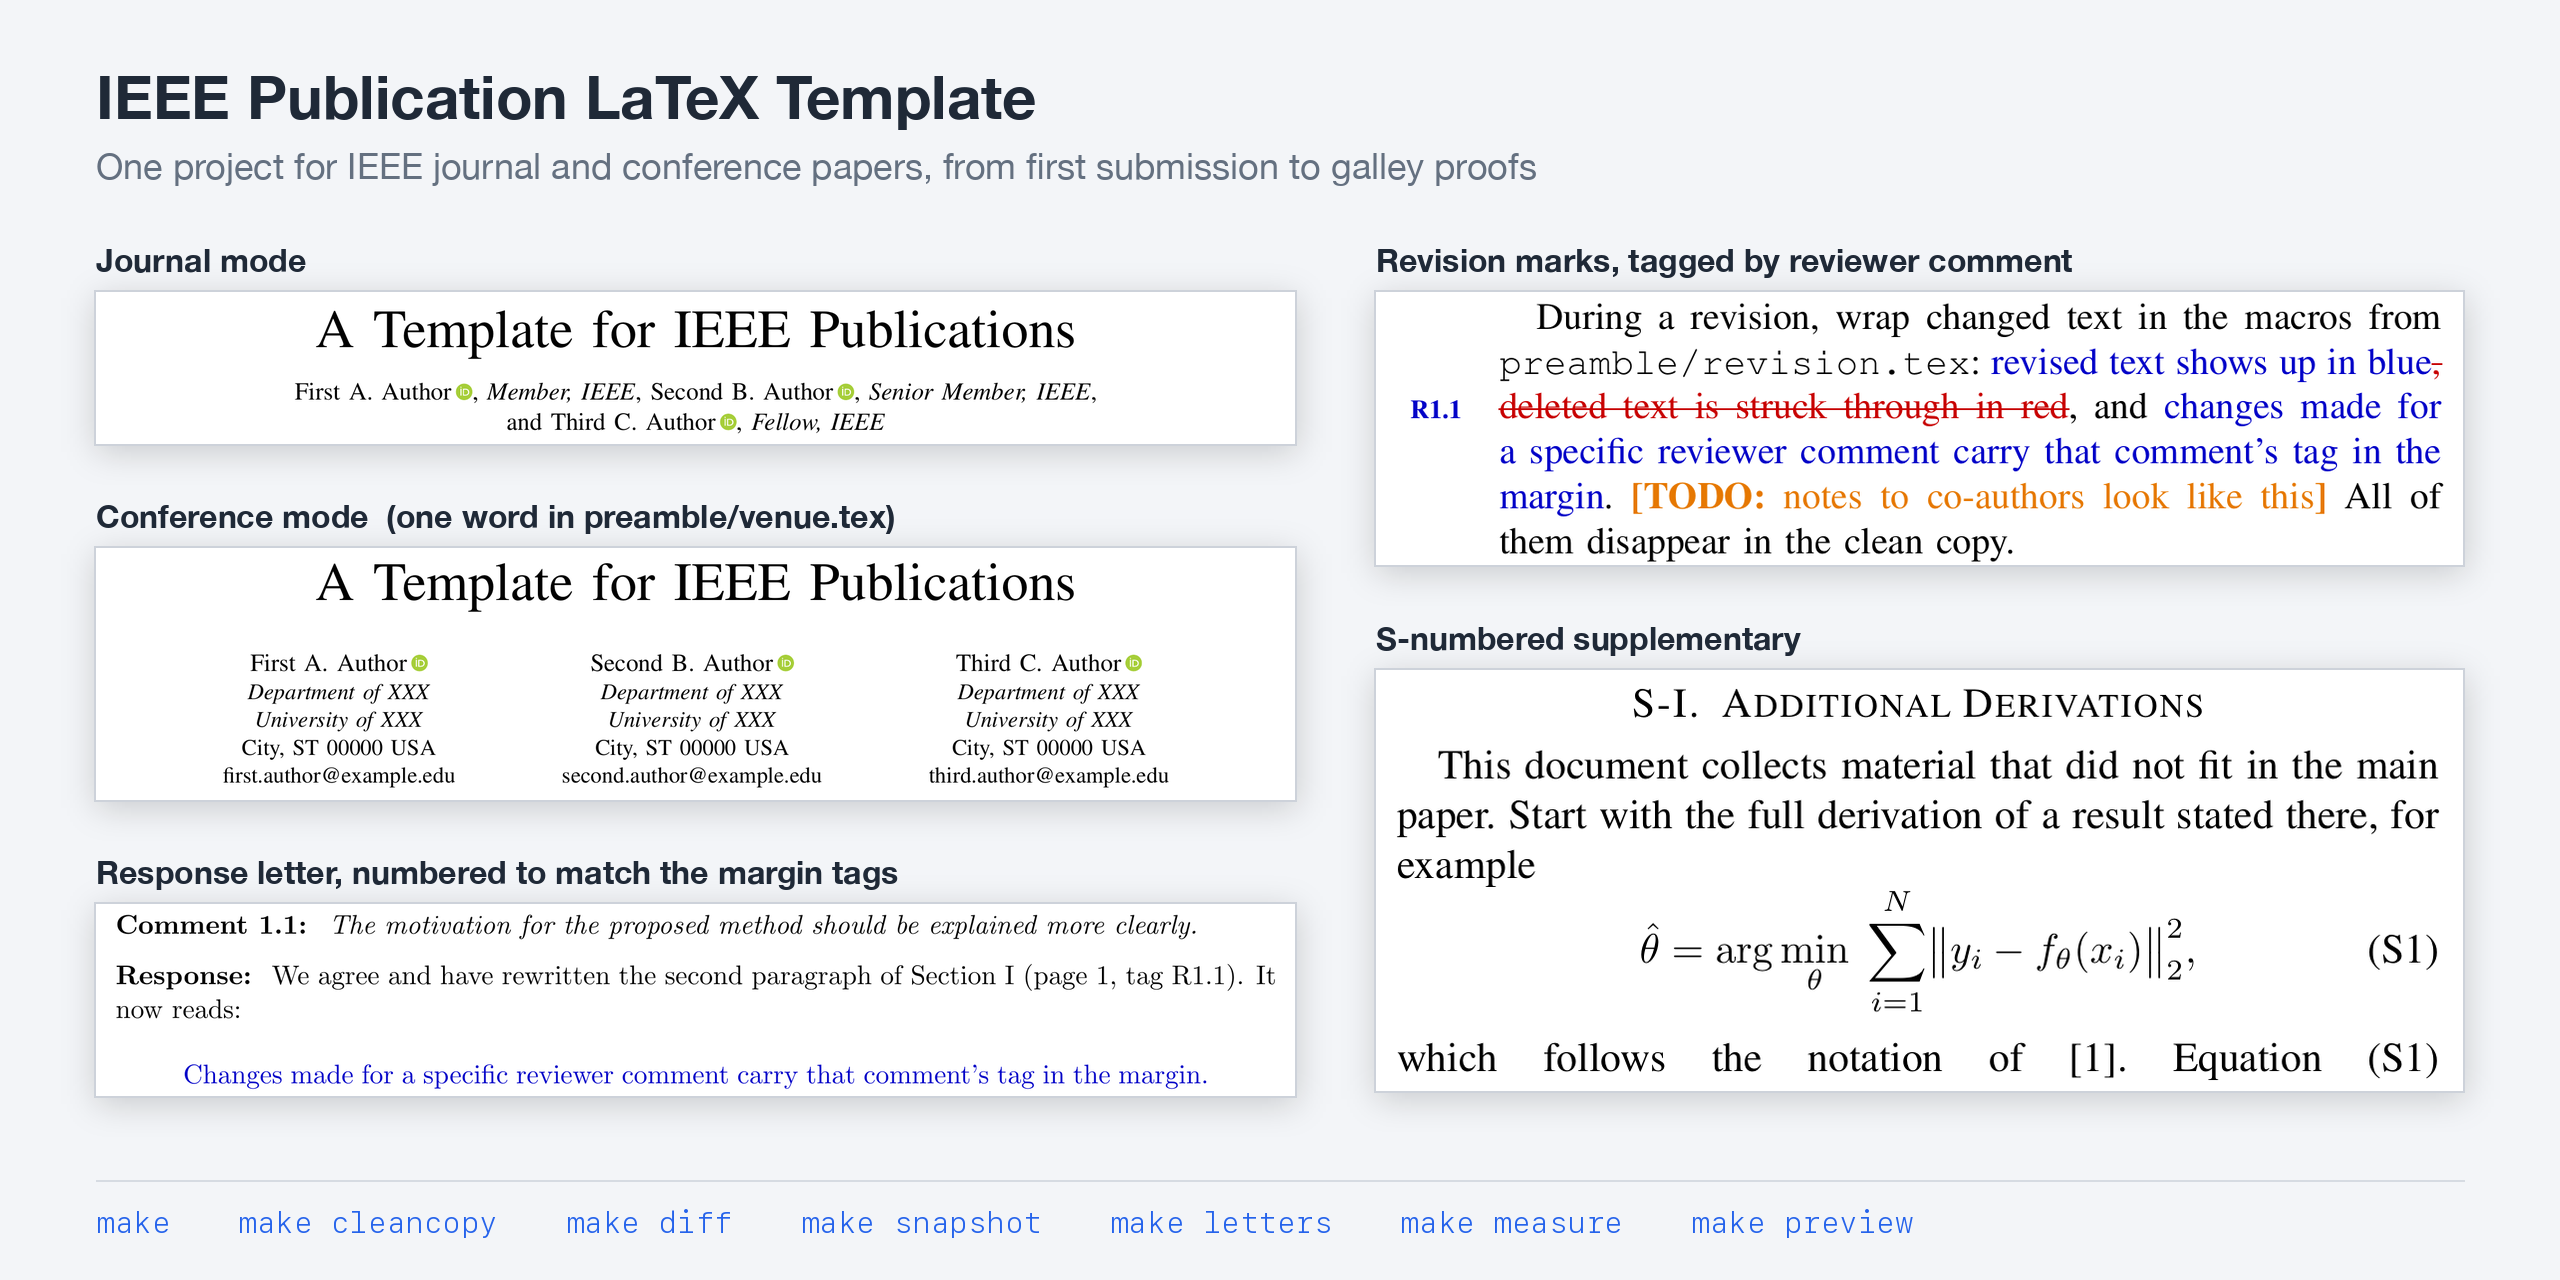 IEEE Publication LaTeX Template
One project for IEEE journal and conference papers, from first submission to galley proofs
Journal mode
A Template for IEEE Publications
First A. Author iD, Member, IEEE, Second B. Author iD, Senior Member, IEEE,
and Third C. Author iD, Fellow, IEEE
Conference mode (one word in preamble/venue.tex)
A Template for IEEE Publications
First A. Author iD Second B. Author iD Third C. Author iD
Department of XXX Department of XXX Department of XXX
University of XXX University of XXX University of XXX
City, ST 00000 USA City, ST 00000 USA City, ST 00000 USA
first.author@example.edu second.author@example.edu third.author@example.edu
Response letter, numbered to match the margin tags
Comment 1.1: The motivation for the proposed method should be explained more clearly.
Response: We agree and have rewritten the second paragraph of Section I (page 1, tag R1.1). It
now reads:
Changes made for a specific reviewer comment carry that comment's tag in the margin.
Revision marks, tagged by reviewer comment
During a revision, wrap changed text in the macros from
preamble/revision.tex: revised text shows up in blue,
R1.1 deleted text is struck through in red, and changes made for
a specific reviewer comment carry that comment's tag in the
margin. [TODO: notes to co-authors look like this] All of
them disappear in the clean copy.
S-numbered supplementary
S-I. ADDITIONAL DERIVATIONS
This document collects material that did not fit in the main
paper. Start with the full derivation of a result stated there, for
example
θ̂ = arg min_θ ∑_{i=1}^{N} ‖y_i − f_θ(x_i)‖_2^2, (S1)
which follows the notation of [1]. Equation (S1)
make make cleancopy make diff make snapshot make letters make measure make preview